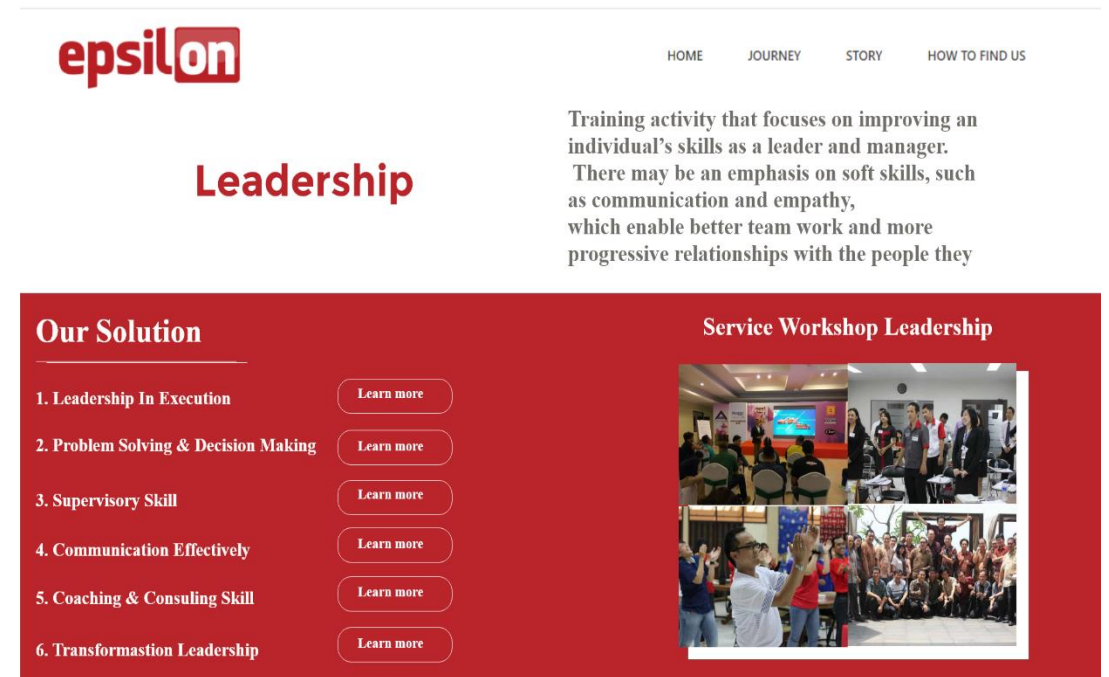 epsilon
HOME JOURNEY STORY HOW TO FIND US
Leadership
Training activity that focuses on improving an
individual’s skills as a leader and manager.
There may be an emphasis on soft skills, such
as communication and empathy,
which enable better team work and more
progressive relationships with the people they
Our Solution
1. Leadership In Execution
Learn more
2. Problem Solving & Decision Making
Learn more
3. Supervisory Skill
Learn more
4. Communication Effectively
Learn more
5. Coaching & Consuling Skill
Learn more
6. Transformastion Leadership
Learn more
Service Workshop Leadership